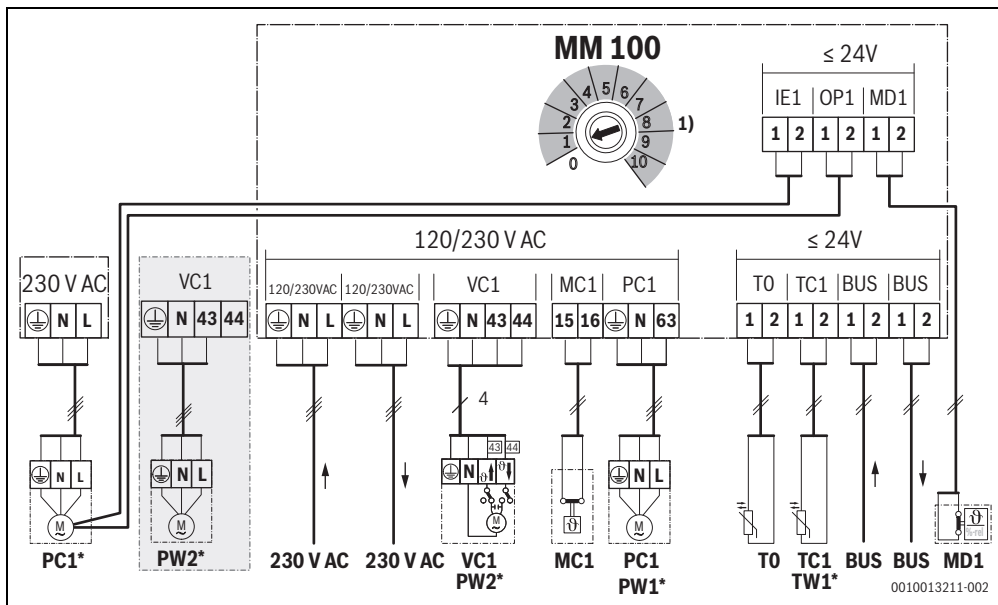 MM 100
0 1 2 3 4 5 6 7 8 9 10
1)
≤ 24V
IE1 OP1 MD1
1 2 1 2 1 2
120/230 V AC
≤ 24V
230 V AC
VC1
120/230VAC 120/230VAC
VC1
MC1
PC1
T0 TC1 BUS BUS
N L
N 43 44
N L
N L
N 43 44
15 16
N 63
1 2 1 2 1 2 1 2
4
43 44
N L
N L
N ϑ ϑ
N L
M ~
M ~
M ~
ϑ
M ~
ϑ
%-rel
PC1*
PW2*
230 V AC
230 V AC
VC1
PW2*
MC1
PC1
PW1*
T0
TC1
TW1*
BUS
BUS
MD1
0010013211-002